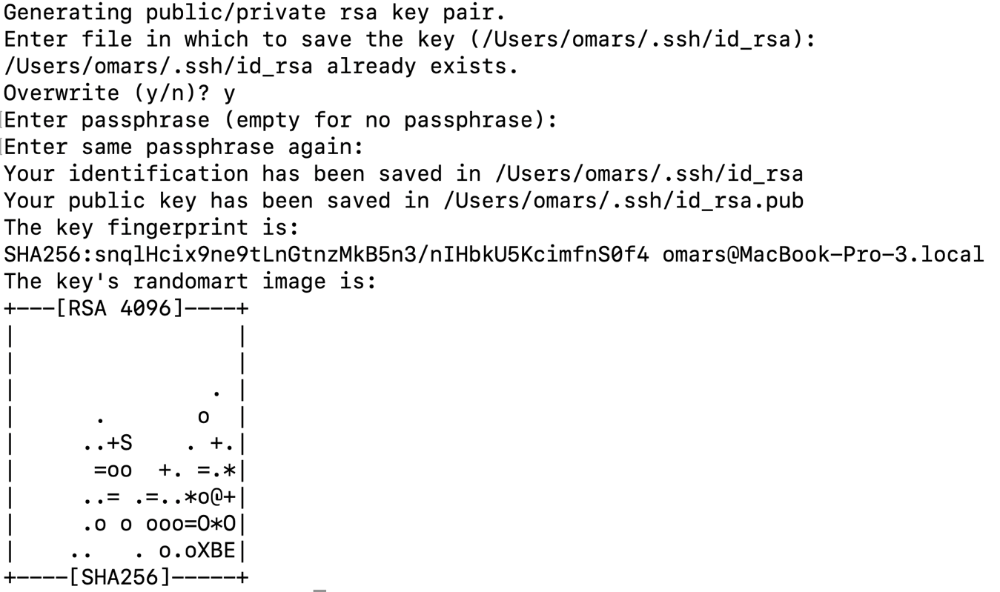 Generating public/private rsa key pair.
Enter file in which to save the key (/Users/omars/.ssh/id_rsa):
/Users/omars/.ssh/id_rsa already exists.
Overwrite (y/n)? y
Enter passphrase (empty for no passphrase):
Enter same passphrase again:
Your identification has been saved in /Users/omars/.ssh/id_rsa
Your public key has been saved in /Users/omars/.ssh/id_rsa.pub
The key fingerprint is:
SHA256:snqlHcix9ne9tLnGtnzMkB5n3/nIHbkU5KcimfnS0f4 omars@MacBook-Pro-3.local
The key's randomart image is:
+---[RSA 4096]----+
|                 |
|                 |
|               . |
|      .       o  |
|     ..+S    . +.|
|      =oo  +. =.*|
|     ..= .=..*o@+|
|     .o o ooo=O*O|
|    ..   . o.oXBE|
+----[SHA256]-----+